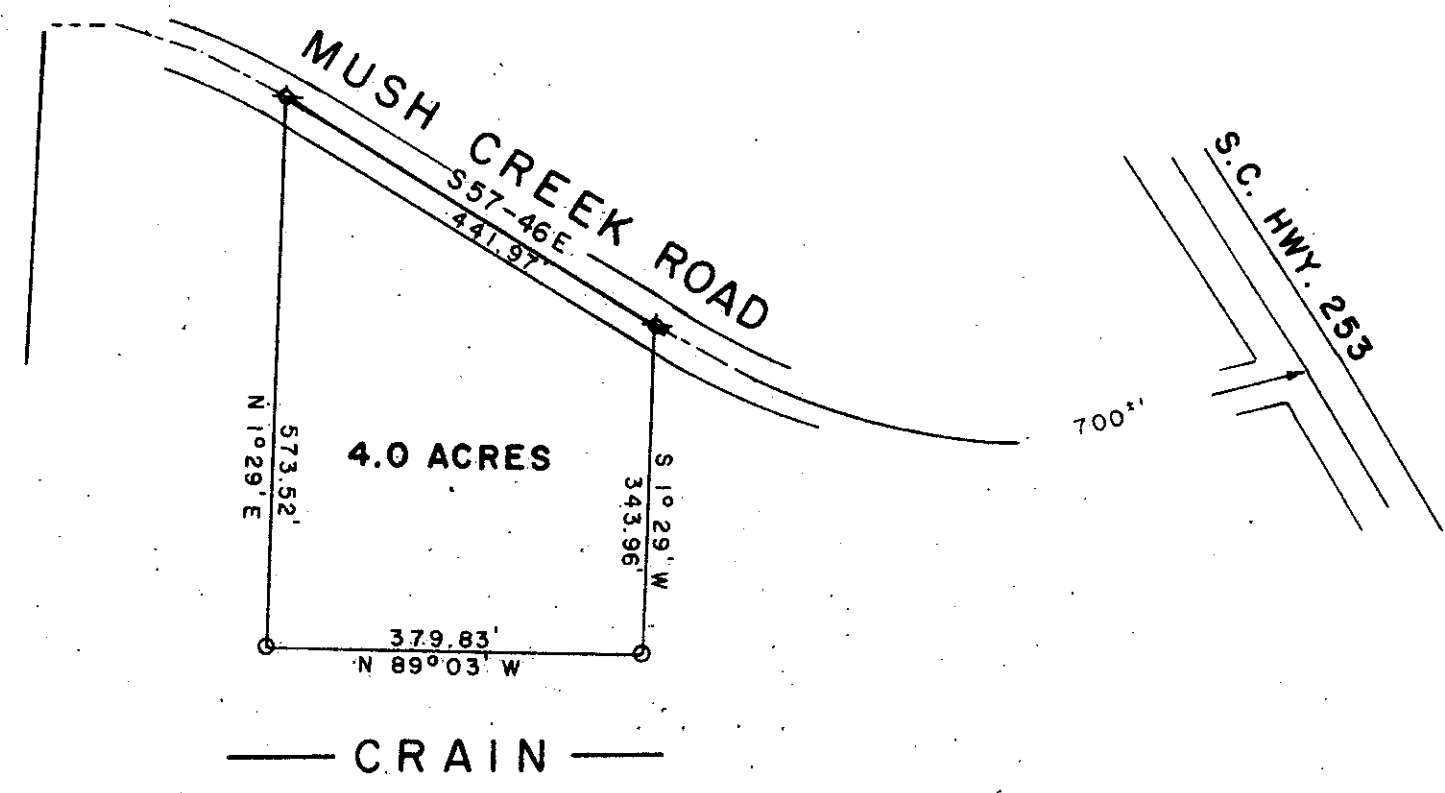 MUSH CREEK ROAD
S57-46E
441.97'
S.C. HWY. 253
700±'
N 1° 29' E
573.52'
4.0 ACRES
S 1° 29' W
343.96'
379.83'
N 89° 03' W
CRAIN